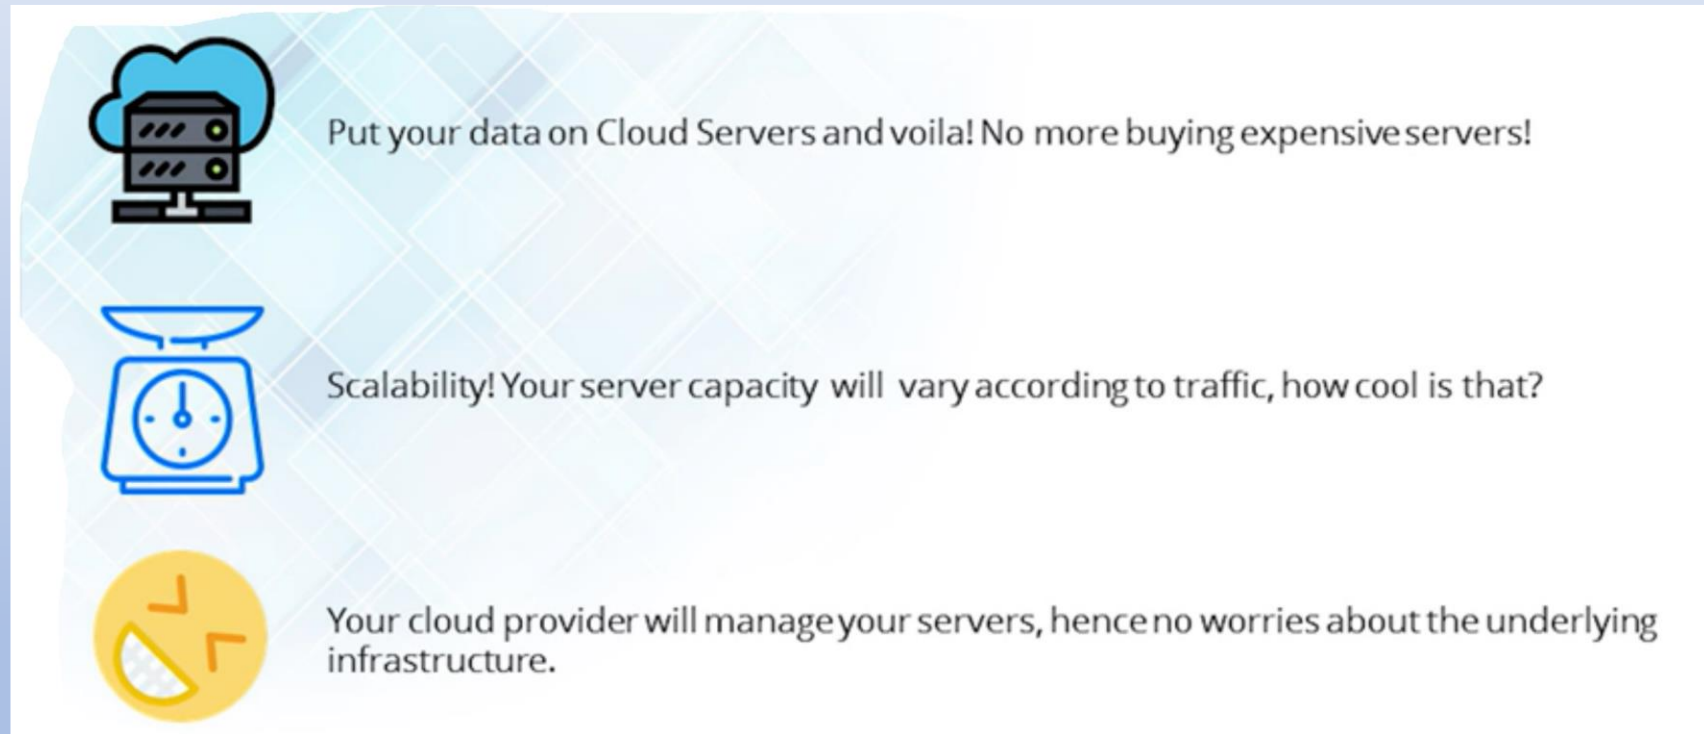 Put your data on Cloud Servers and voila! No more buying expensive servers!
Scalability! Your server capacity will vary according to traffic, how cool is that?
Your cloud provider will manage your servers, hence no worries about the underlying
infrastructure.